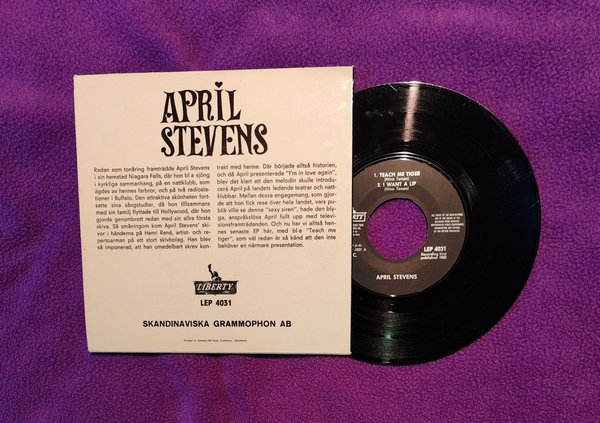 APRIL
STEVENS
Redan som tonåring framträdde April Stevens
i sin hemstad Niagara Falls, där hon bl a sjöng
i kyrkliga sammanhang, på en nattklubb, som
ägdes av hennes farbror, och på två radiosta-
tioner i Buffalo. Den attraktiva skönheten fort-
satte sina sångstudier, då hon tillsammans
med sin familj flyttade till Hollywood, där hon
gjorde genombrott redan med sin allra första
skiva. Så småningom kom April Stevens' ski-
vor i händerna på Henri René, artist- och re-
pertoarman på ett stort skivbolag. Han blev
så imponerad, att han omedelbart skrev kon-
trakt med henne. Där började alltså historien,
och då April presenterade "I'm in love again",
blev det klart att den melodin skulle introdu-
cera April på landets ledande teatrar och natt-
klubbar. Mellan dessa engagemang, som gjor-
de att hon fick resa över hela landet, vars pu-
blik ville se denna "sexy siren", hade den bly-
ga, anspråkslösa April fullt upp med televi-
sionsframträdanden. Och nu har vi alltså hen-
nes senaste EP här, med bl a "Teach me
tiger", som väl redan är så känd att den inte
behöver en närmare presentation.
LIBERTY
LEP 4031
SKANDINAVISKA GRAMMOPHON AB
1. TEACH ME TIGER
(Nino Tempo)
2. I WANT A LIP
(Nino Tempo)
LIBERTY
LEP 4031
Recording first
published 1965
APRIL STEVENS